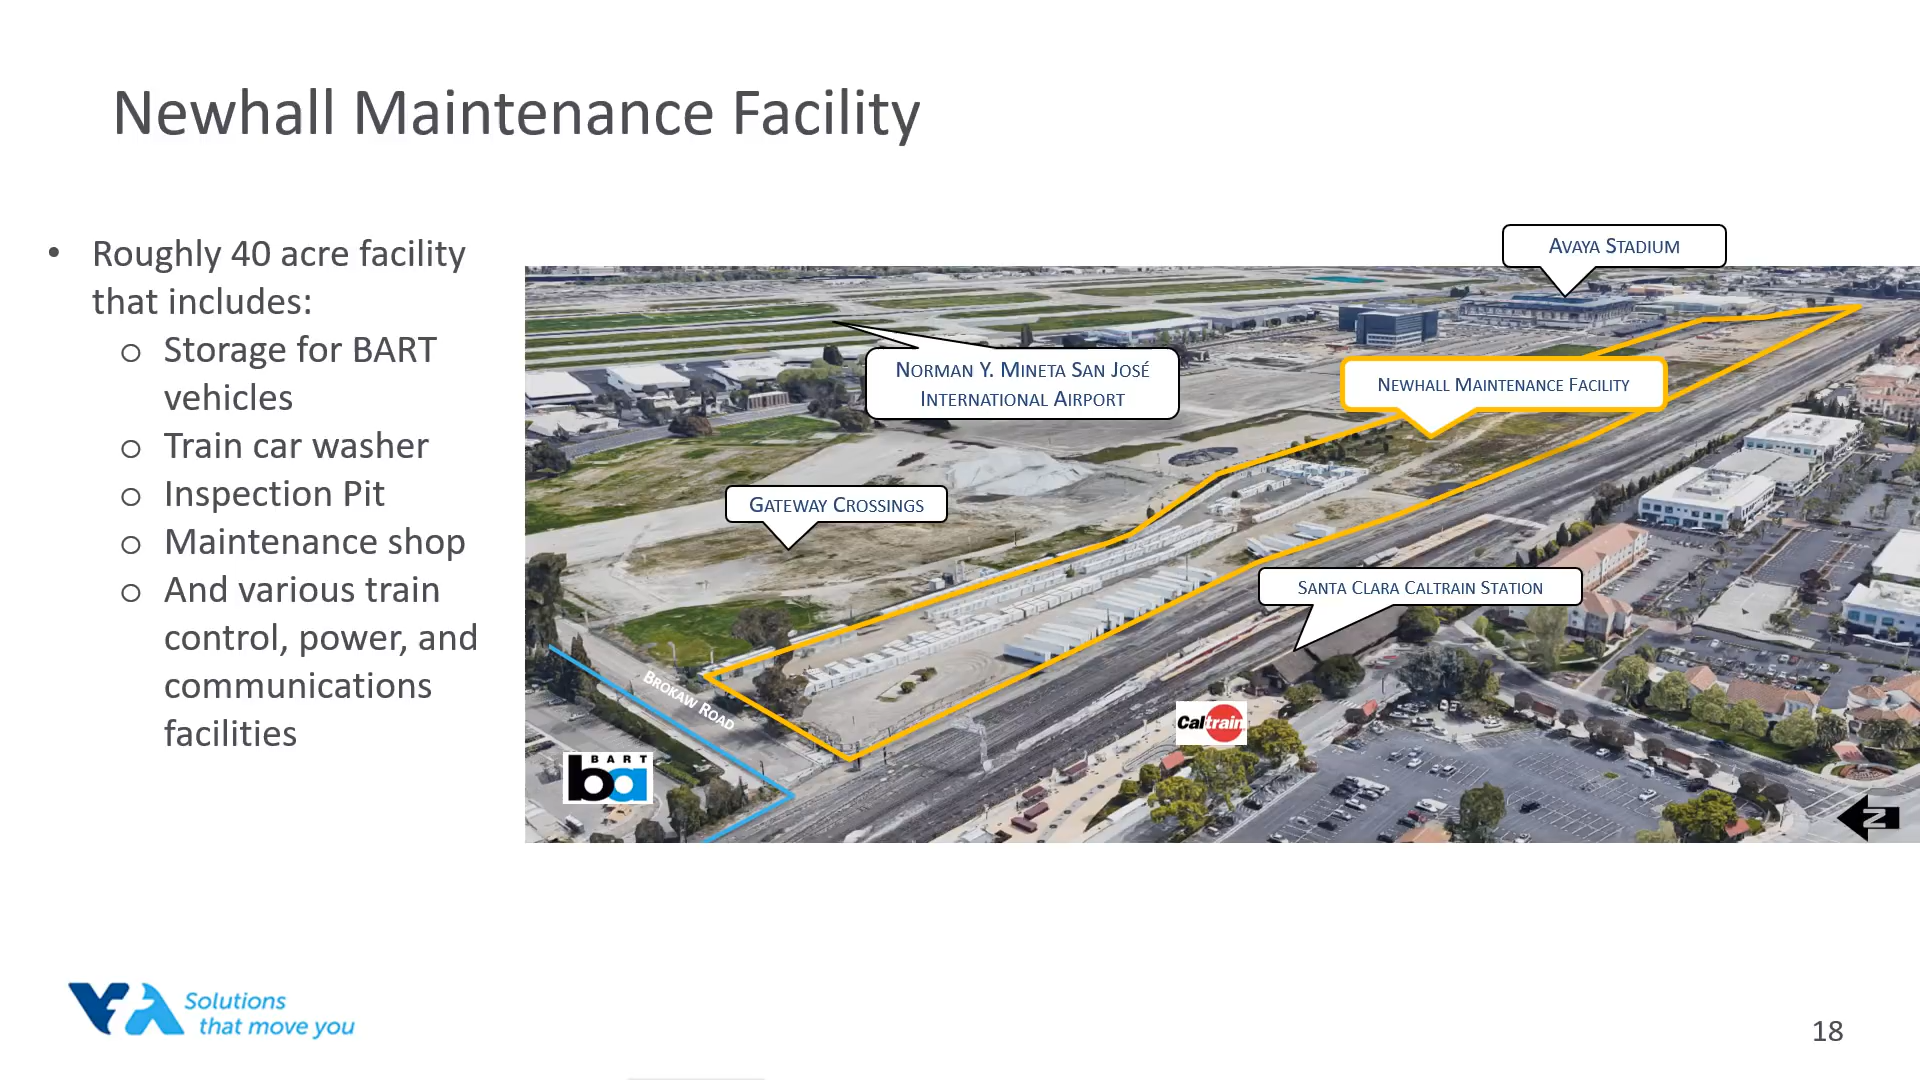 Newhall Maintenance Facility
• Roughly 40 acre facility
that includes:
o Storage for BART
vehicles
o Train car washer
o Inspection Pit
o Maintenance shop
o And various train
control, power, and
communications
facilities
AVAYA STADIUM
NORMAN Y. MINETA SAN JOSÉ
INTERNATIONAL AIRPORT
NEWHALL MAINTENANCE FACILITY
GATEWAY CROSSINGS
SANTA CLARA CALTRAIN STATION
BROKAW ROAD
Caltrain
BART
ba
N
VTA
Solutions
that move you
18